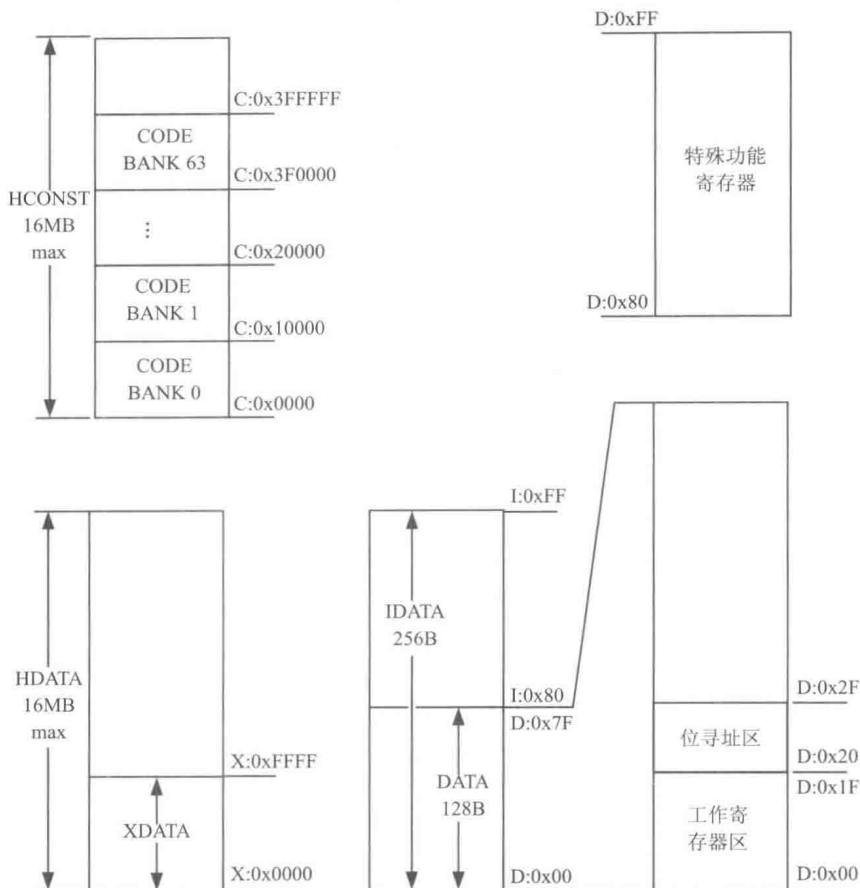 HCONST
16MB
max
C:0x3FFFFF
CODE
BANK 63
C:0x3F0000
⋮
C:0x20000
CODE
BANK 1
C:0x10000
CODE
BANK 0
C:0x0000
D:0xFF
特殊功能
寄存器
D:0x80
HDATA
16MB
max
X:0xFFFF
XDATA
X:0x0000
I:0xFF
IDATA
256B
I:0x80
D:0x7F
DATA
128B
D:0x00
D:0x2F
位寻址区
D:0x20
D:0x1F
工作寄
存器区
D:0x00